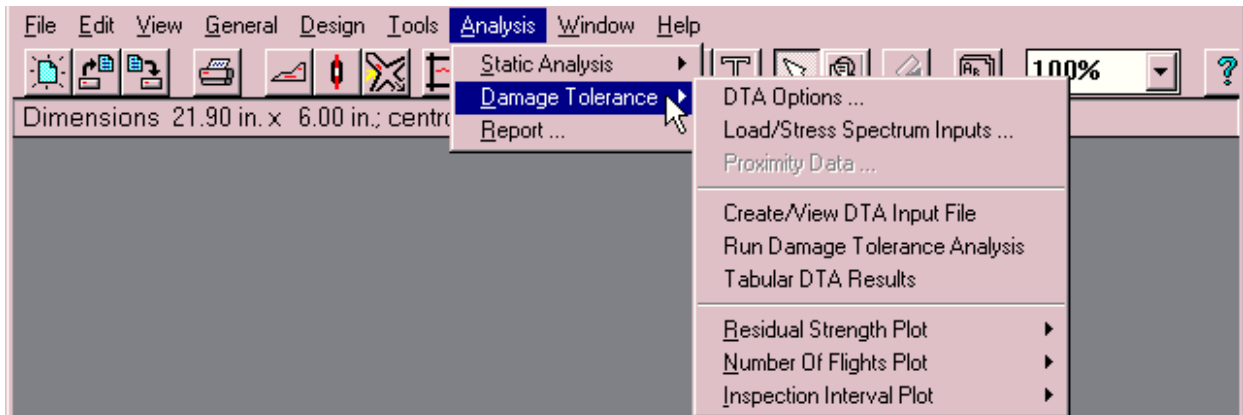 File Edit View General Design Tools Analysis Window Help
100%
Dimensions 21.90 in. x 6.00 in.;
Static Analysis
Damage Tolerance
Report ...
DTA Options ...
Load/Stress Spectrum Inputs ...
Proximity Data ...
Create/View DTA Input File
Run Damage Tolerance Analysis
Tabular DTA Results
Residual Strength Plot
Number Of Flights Plot
Inspection Interval Plot